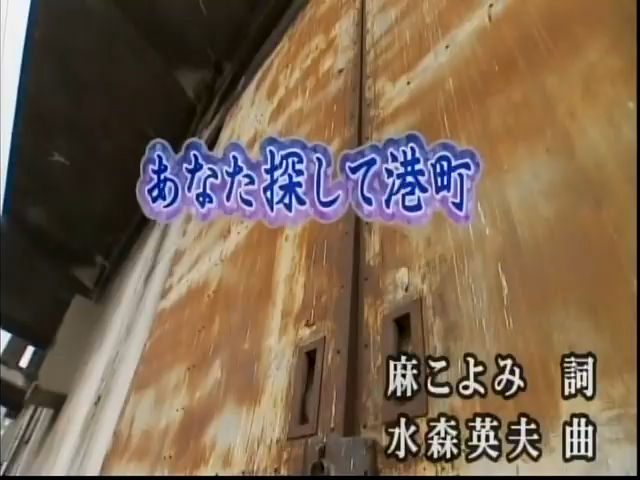 あなた探して港町
麻こよみ 詞
水森英夫 曲